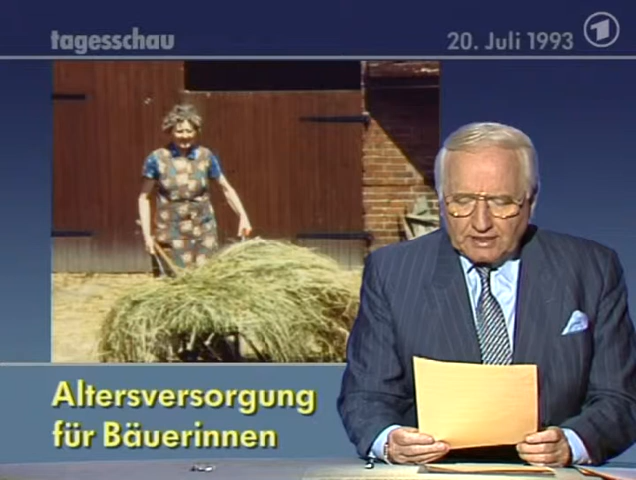 tagesschau
20. Juli 1993
1
Altersversorgung
für Bäuerinnen